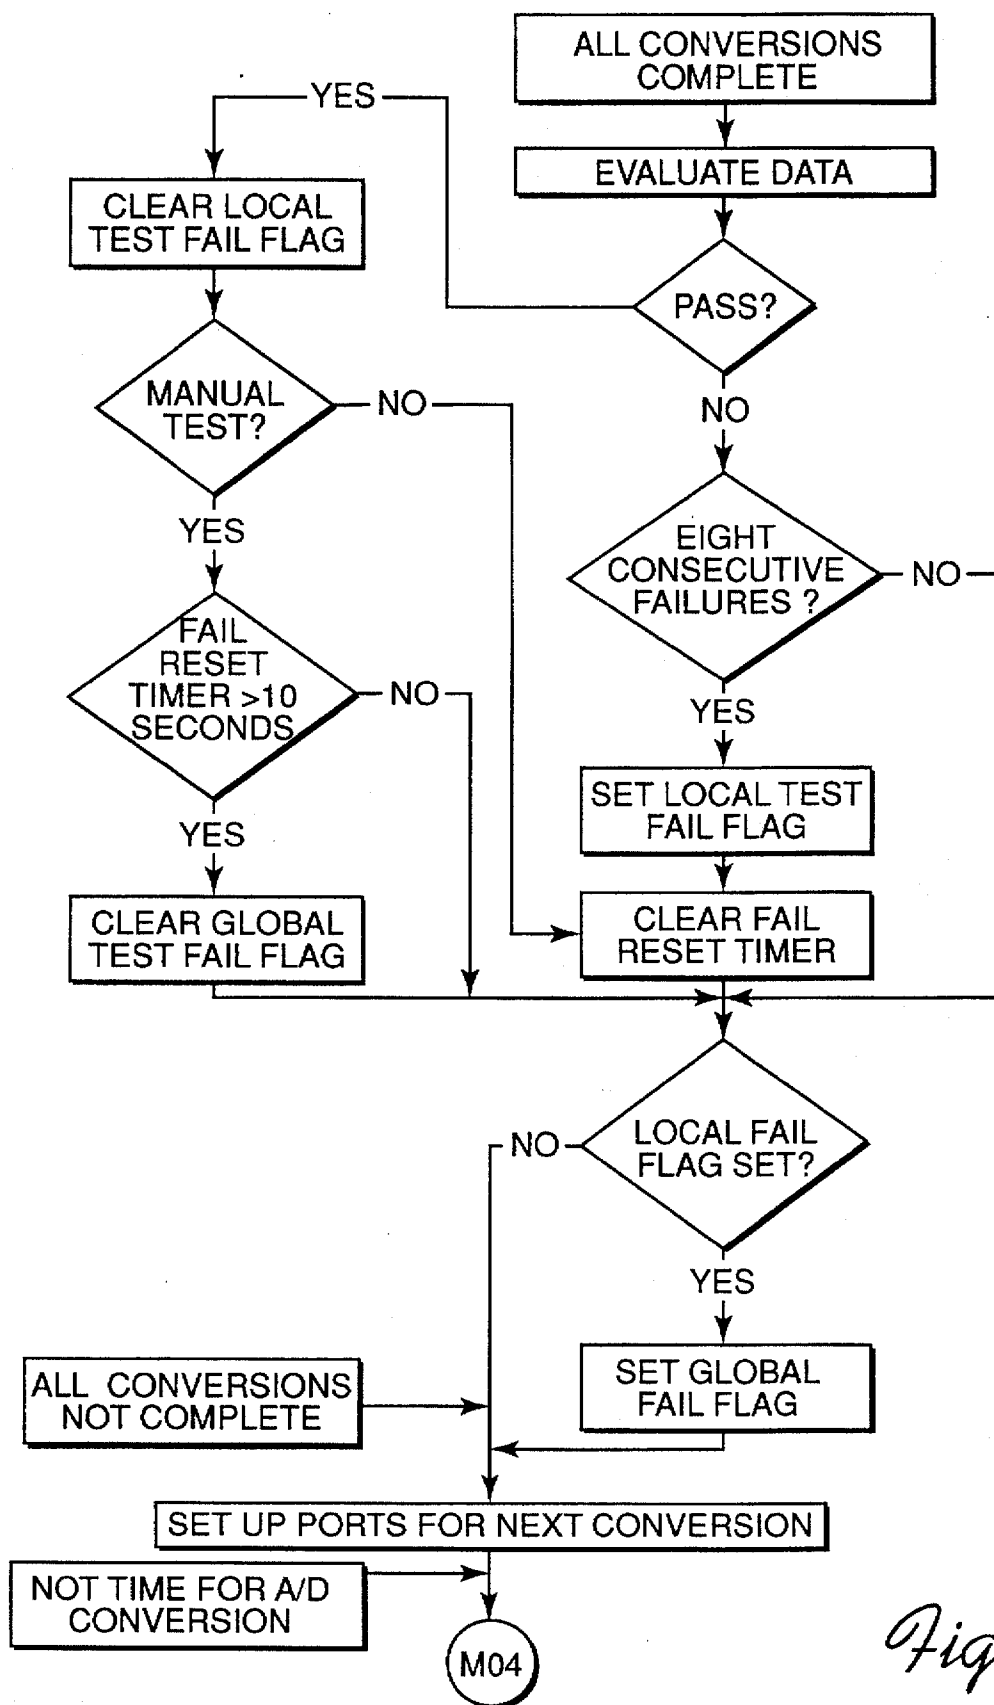 ALL CONVERSIONS
COMPLETE
YES
EVALUATE DATA
CLEAR LOCAL
TEST FAIL FLAG
PASS?
MANUAL
TEST?
NO
NO
YES
EIGHT
CONSECUTIVE
FAILURES ?
NO
FAIL
RESET
TIMER >10
SECONDS
NO
YES
SET LOCAL TEST
FAIL FLAG
YES
CLEAR GLOBAL
TEST FAIL FLAG
CLEAR FAIL
RESET TIMER
LOCAL FAIL
FLAG SET?
NO
YES
SET GLOBAL
FAIL FLAG
ALL CONVERSIONS
NOT COMPLETE
SET UP PORTS FOR NEXT CONVERSION
NOT TIME FOR A/D
CONVERSION
M04
Fig